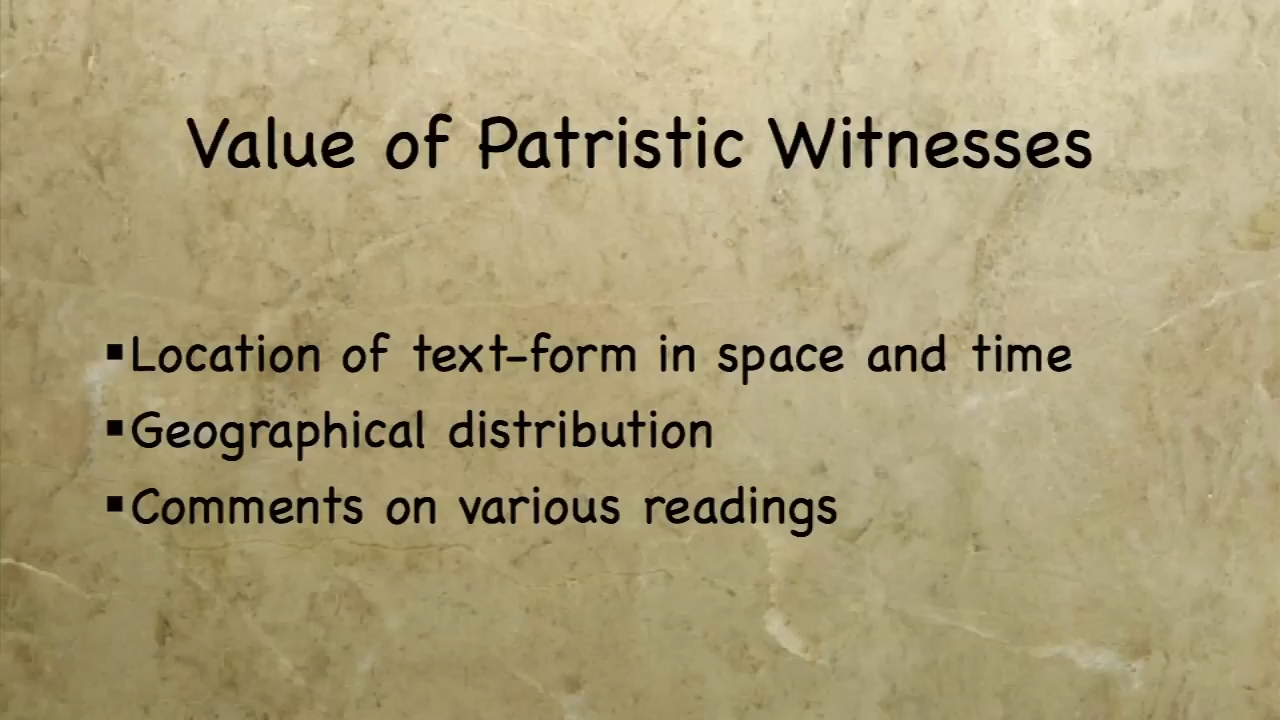 Value of Patristic Witnesses
▪Location of text-form in space and time
▪Geographical distribution
▪Comments on various readings